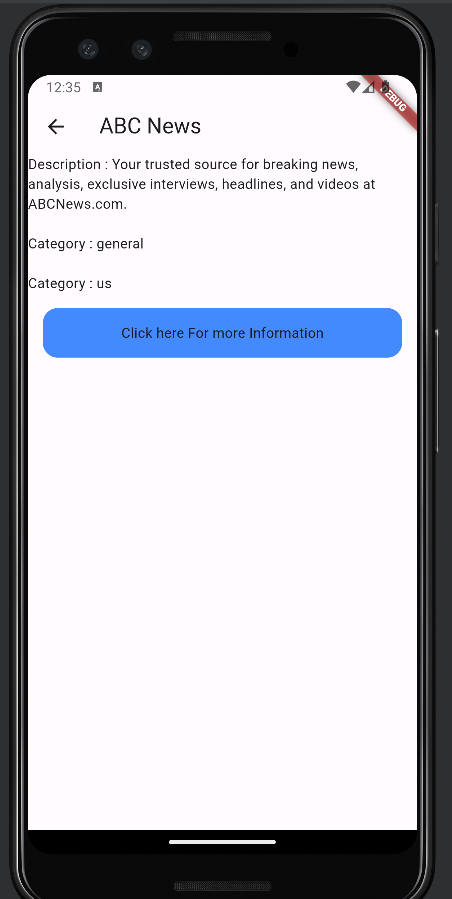 12:35
A
DEBUG
ABC News
Description : Your trusted source for breaking news,
analysis, exclusive interviews, headlines, and videos at
ABCNews.com.
Category : general
Category : us
Click here For more Information